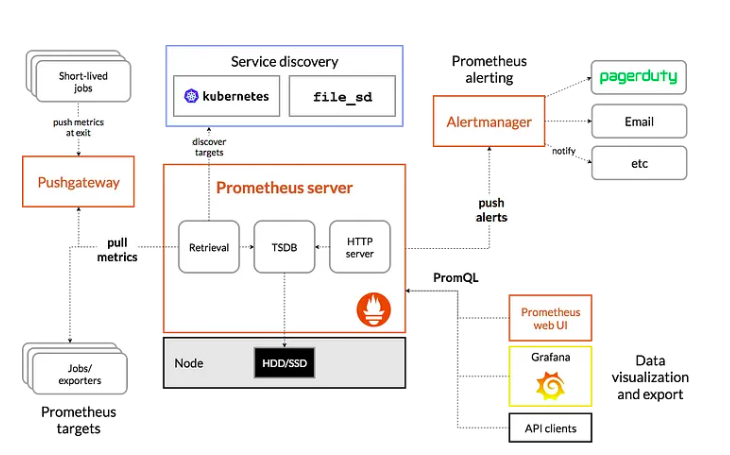 Service discovery
kubernetes
file_sd
Prometheus
alerting
Alertmanager
pagerduty
Email
etc
notify
Short-lived
jobs
push metrics
at exit
Pushgateway
discover
targets
Prometheus server
Retrieval
TSDB
HTTP
server
pull
metrics
push
alerts
PromQL
Node
HDD/SSD
Jobs/
exporters
Prometheus
targets
Prometheus
web UI
Grafana
API clients
Data
visualization
and export